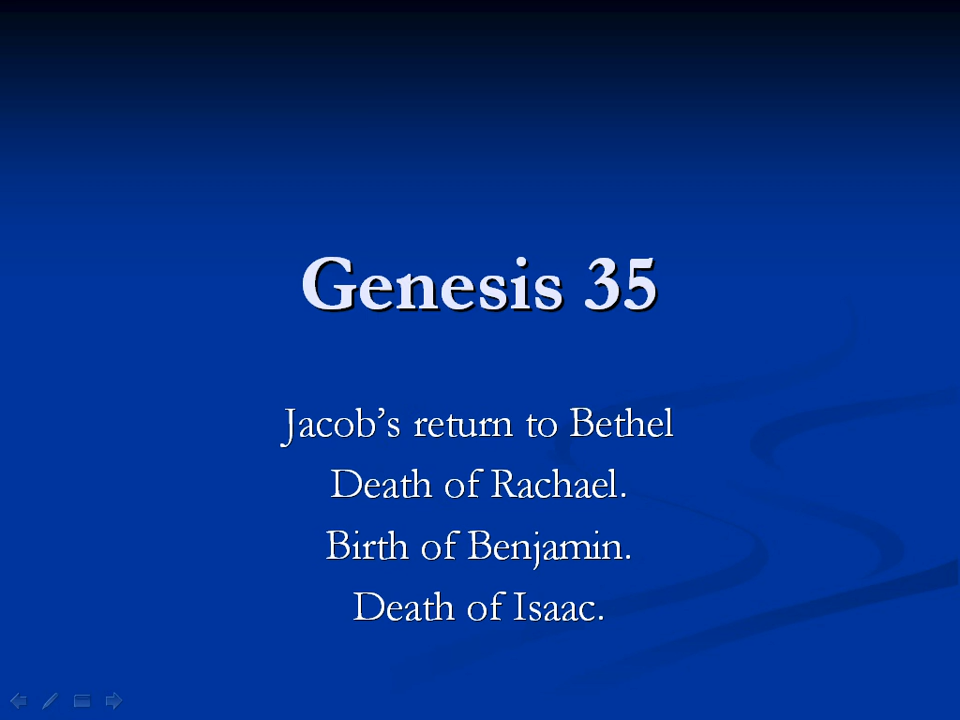 Genesis 35
Jacob’s return to Bethel
Death of Rachael.
Birth of Benjamin.
Death of Isaac.